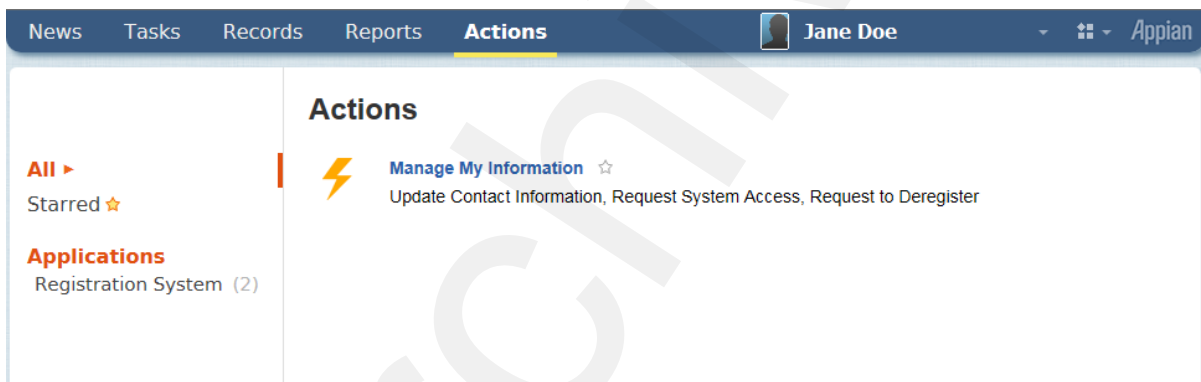 News Tasks Records Reports Actions Jane Doe Appian
Actions
All
Starred
Applications
Registration System (2)
Manage My Information
Update Contact Information, Request System Access, Request to Deregister